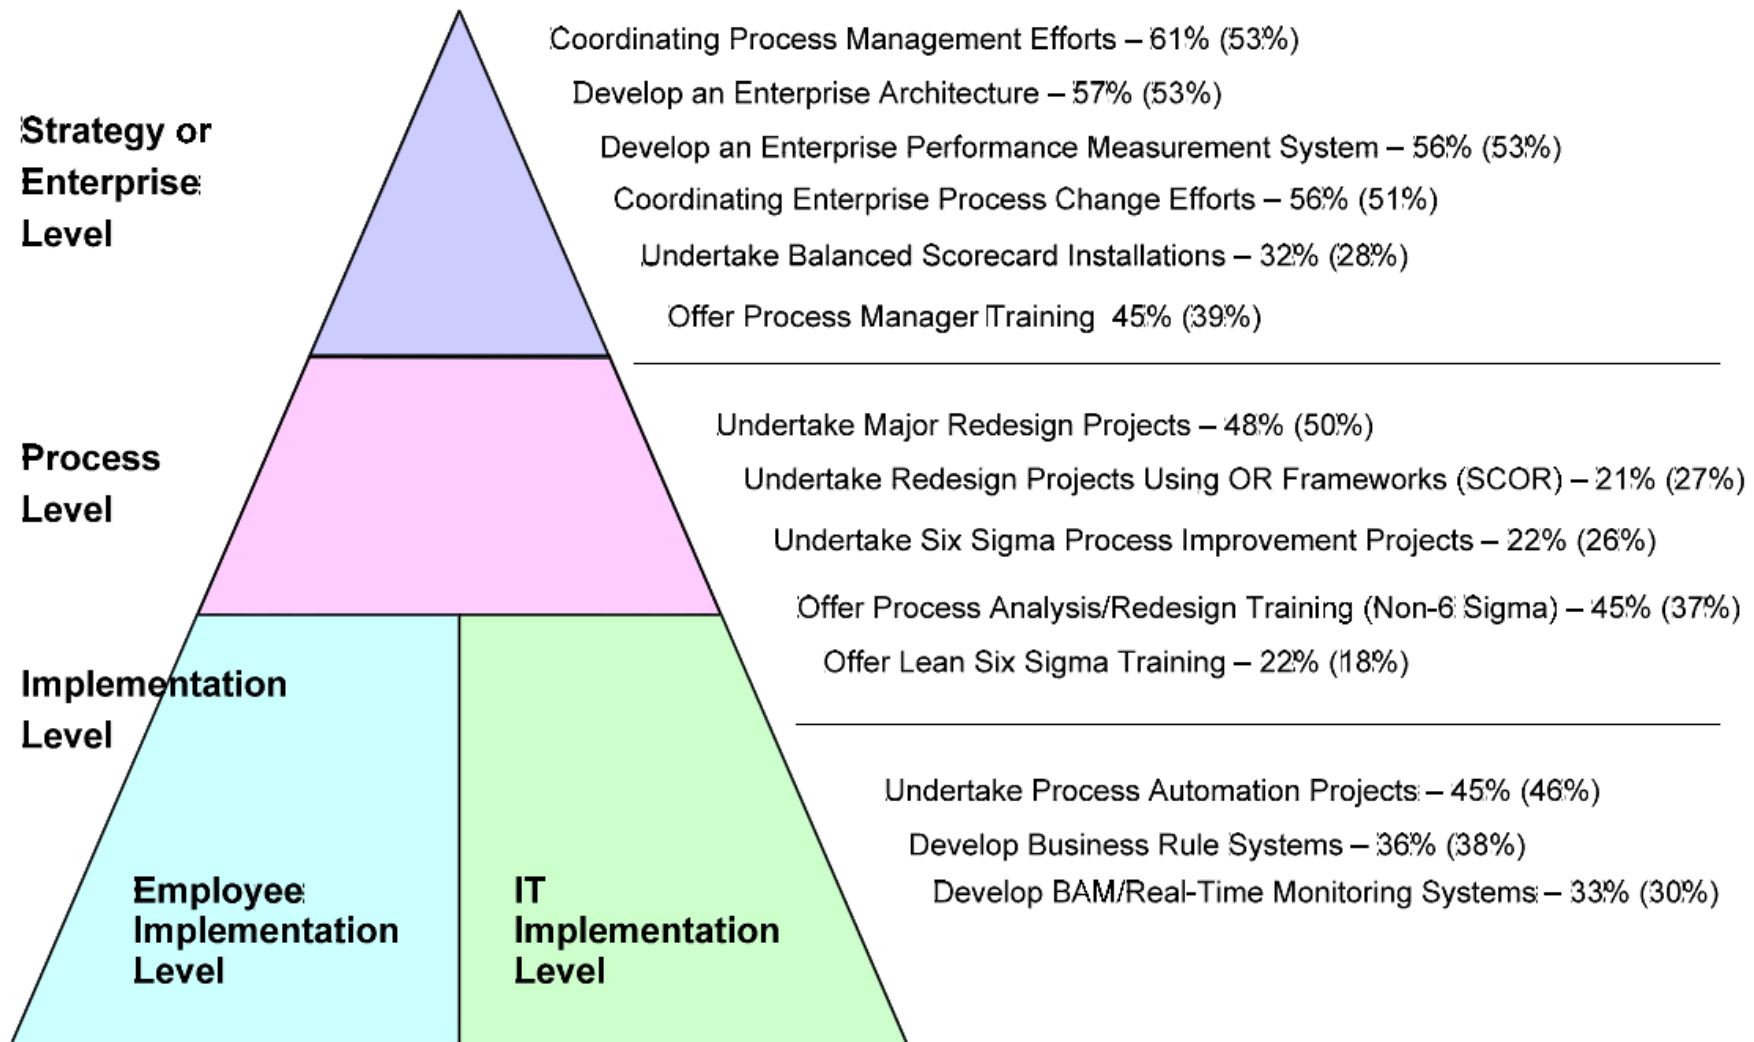 Coordinating Process Management Efforts – 61% (53%)
Develop an Enterprise Architecture – 57% (53%)
Strategy or
Enterprise
Level
Develop an Enterprise Performance Measurement System – 56% (53%)
Coordinating Enterprise Process Change Efforts – 56% (51%)
Undertake Balanced Scorecard Installations – 32% (28%)
Offer Process Manager Training 45% (39%)
Process
Level
Undertake Major Redesign Projects – 48% (50%)
Undertake Redesign Projects Using OR Frameworks (SCOR) – 21% (27%)
Undertake Six Sigma Process Improvement Projects – 22% (26%)
Offer Process Analysis/Redesign Training (Non-6 Sigma) – 45% (37%)
Offer Lean Six Sigma Training – 22% (18%)
Implementation
Level
Undertake Process Automation Projects – 45% (46%)
Develop Business Rule Systems – 36% (38%)
Develop BAM/Real-Time Monitoring Systems – 33% (30%)
Employee
Implementation
Level
IT
Implementation
Level